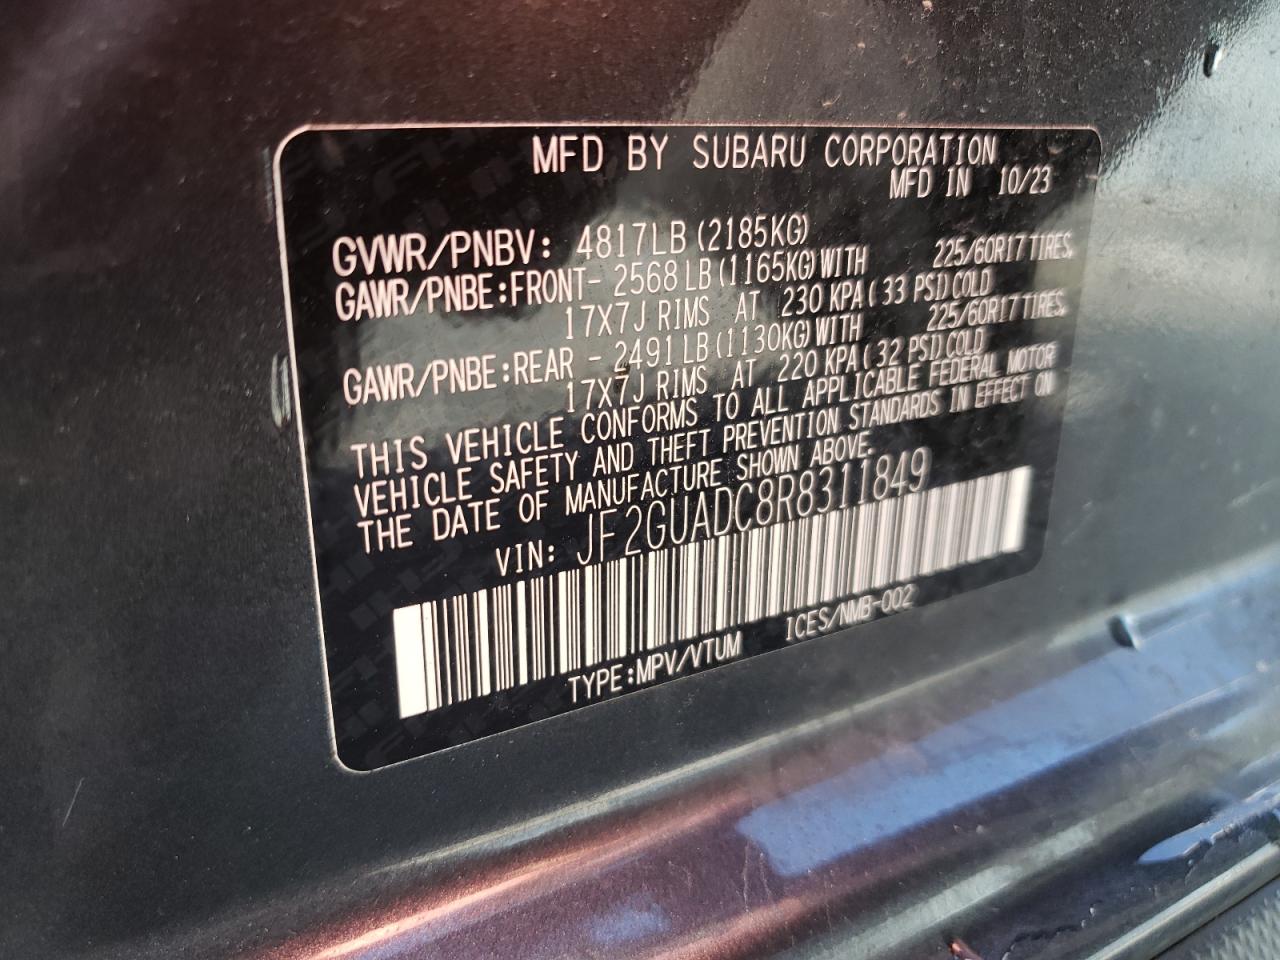 MFD BY SUBARU CORPORATION
MFD IN 10/23
GVWR/PNBV: 4817LB (2185KG)
GAWR/PNBE:FRONT- 2568 LB (1165KG) WITH 225/60R17 TIRES,
17X7J RIMS AT 230 KPA ( 33 PSI) COLD
GAWR/PNBE:REAR - 2491 LB (1130KG) WITH 225/60R17 TIRES,
17X7J RIMS AT 220 KPA ( 32 PSI) COLD
THIS VEHICLE CONFORMS TO ALL APPLICABLE FEDERAL MOTOR
VEHICLE SAFETY AND THEFT PREVENTION STANDARDS IN EFFECT ON
THE DATE OF MANUFACTURE SHOWN ABOVE.
VIN: JF2GUADC8R8311849
TYPE:MPV/VTUM ICES/NMB-002